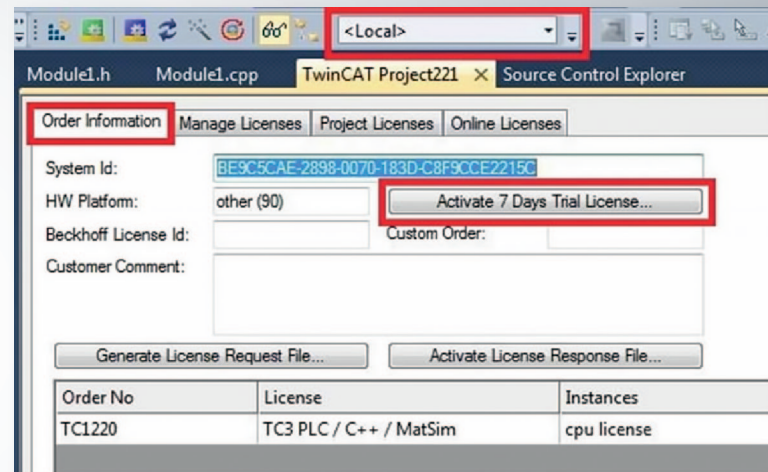 <Local>
Module1.h Module1.cpp TwinCAT Project221 Source Control Explorer
Order Information Manage Licenses Project Licenses Online Licenses
System Id: BE9C5CAE-2898-0070-183D-C8F9CCE2215C
HW Platform: other (90) Activate 7 Days Trial License...
Beckhoff License Id: Custom Order:
Customer Comment:
Generate License Request File... Activate License Response File...
Order No License Instances
TC1220 TC3 PLC / C++ / MatSim cpu license